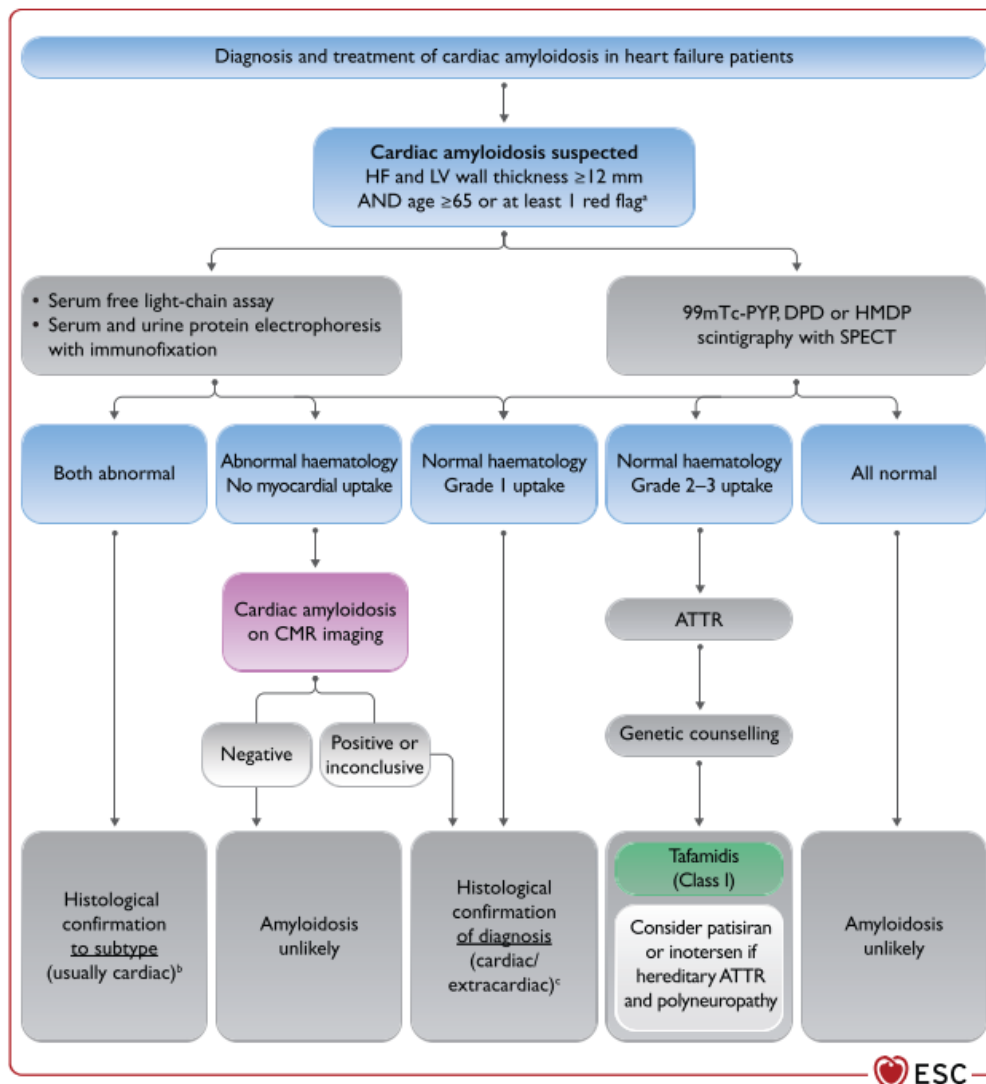 Diagnosis and treatment of cardiac amyloidosis in heart failure patients
Cardiac amyloidosis suspected
HF and LV wall thickness ≥12 mm
AND age ≥65 or at least 1 red flagᵃ
• Serum free light-chain assay
• Serum and urine protein electrophoresis
with immunofixation
99mTc-PYP, DPD or HMDP
scintigraphy with SPECT
Both abnormal
Abnormal haematology
No myocardial uptake
Normal haematology
Grade 1 uptake
Normal haematology
Grade 2–3 uptake
All normal
Cardiac amyloidosis
on CMR imaging
ATTR
Genetic counselling
Negative
Positive or
inconclusive
Histological
confirmation
to subtype
(usually cardiac)ᵇ
Amyloidosis
unlikely
Histological
confirmation
of diagnosis
(cardiac/
extracardiac)ᶜ
Tafamidis
(Class I)
Consider patisiran
or inotersen if
hereditary ATTR
and polyneuropathy
Amyloidosis
unlikely
ESC